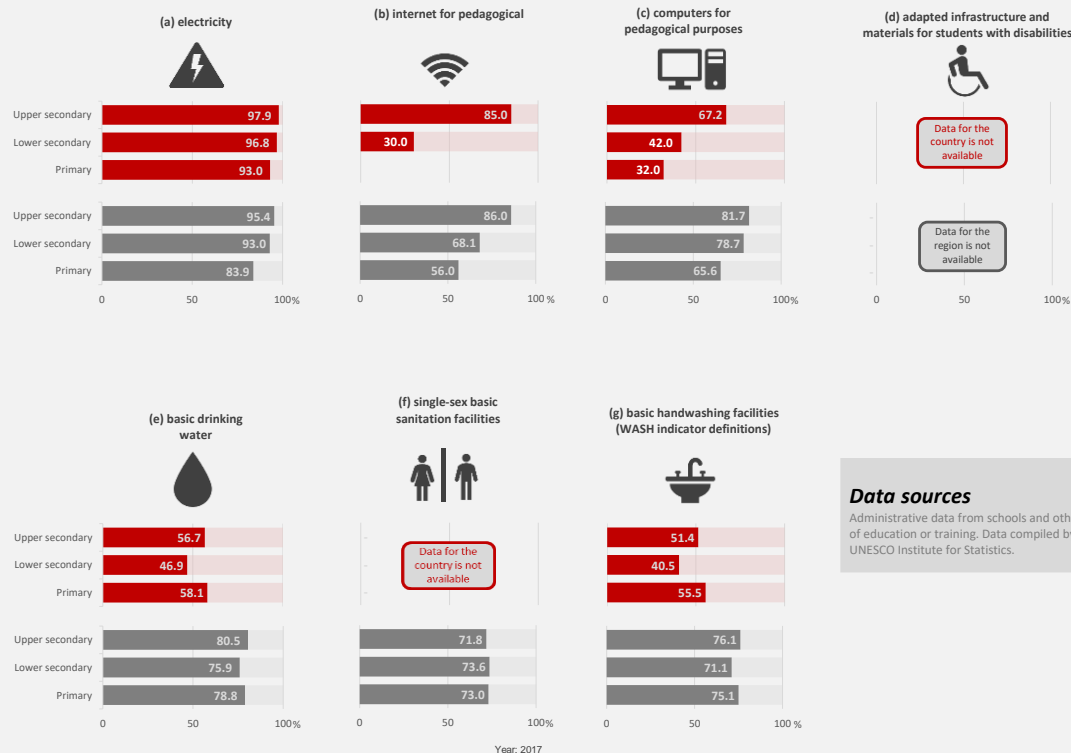 (a) electricity
(b) internet for pedagogical
(c) computers for
pedagogical purposes
(d) adapted infrastructure and
materials for students with disabilities
Upper secondary
97.9
85.0
67.2
Lower secondary
96.8
30.0
42.0
Primary
93.0
32.0
Data for the
country is not
available
Upper secondary
95.4
86.0
81.7
Lower secondary
93.0
68.1
78.7
Primary
83.9
56.0
65.6
Data for the
region is not
available
0 50 100%
0 50 100 %
0 50 100 %
0 50 100%
(e) basic drinking
water
(f) single-sex basic
sanitation facilities
(g) basic handwashing facilities
(WASH indicator definitions)
Upper secondary
56.7
51.4
Lower secondary
46.9
40.5
Primary
58.1
55.5
Data for the
country is not
available
Upper secondary
80.5
71.8
76.1
Lower secondary
75.9
73.6
71.1
Primary
78.8
73.0
75.1
0 50 100%
0 50 100 %
0 50 100 %
Year: 2017
Data sources
Administrative data from schools and oth
of education or training. Data compiled by
UNESCO Institute for Statistics.